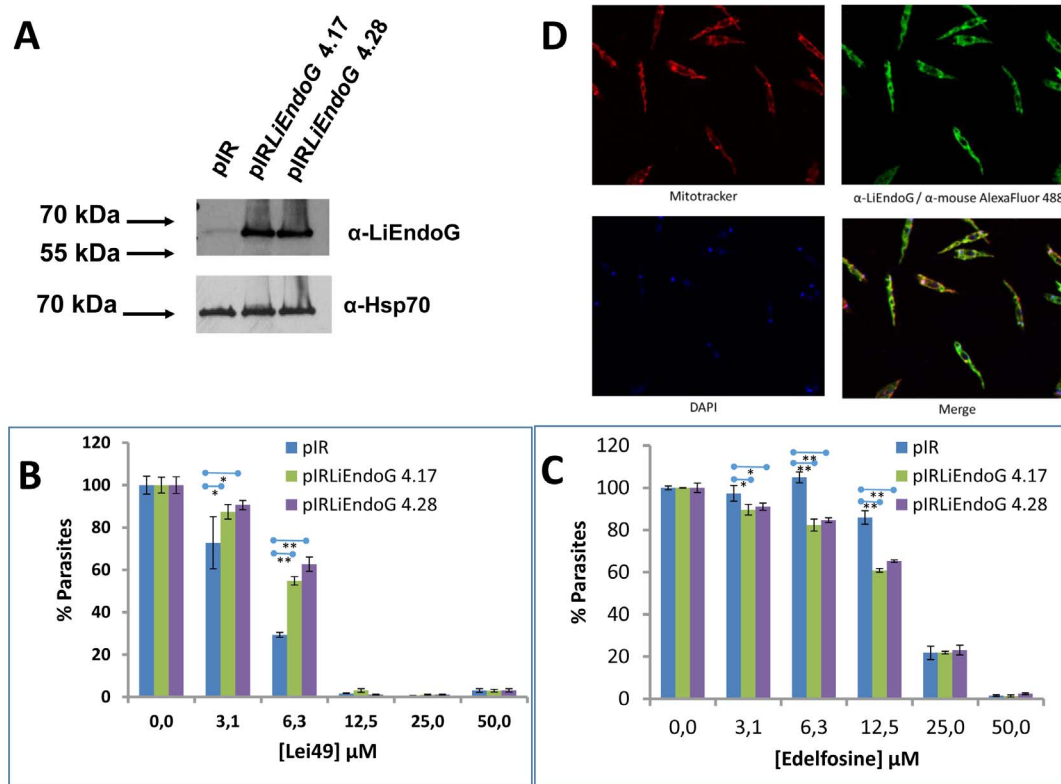 A
pIR
pIRLiEndoG 4.17
pIRLiEndoG 4.28
70 kDa
55 kDa
α-LiEndoG
70 kDa
α-Hsp70
D
Mitotracker
α-LiEndoG / α-mouse AlexaFluor 488
DAPI
Merge
B
% Parasites
120
100
80
60
40
20
0
pIR
pIRLiEndoG 4.17
pIRLiEndoG 4.28
*
*
**
**
0,0 3,1 6,3 12,5 25,0 50,0
[Lei49] μM
C
% Parasites
120
100
80
60
40
20
0
pIR
pIRLiEndoG 4.17
pIRLiEndoG 4.28
*
*
**
**
**
**
0,0 3,1 6,3 12,5 25,0 50,0
[Edelfosine] μM